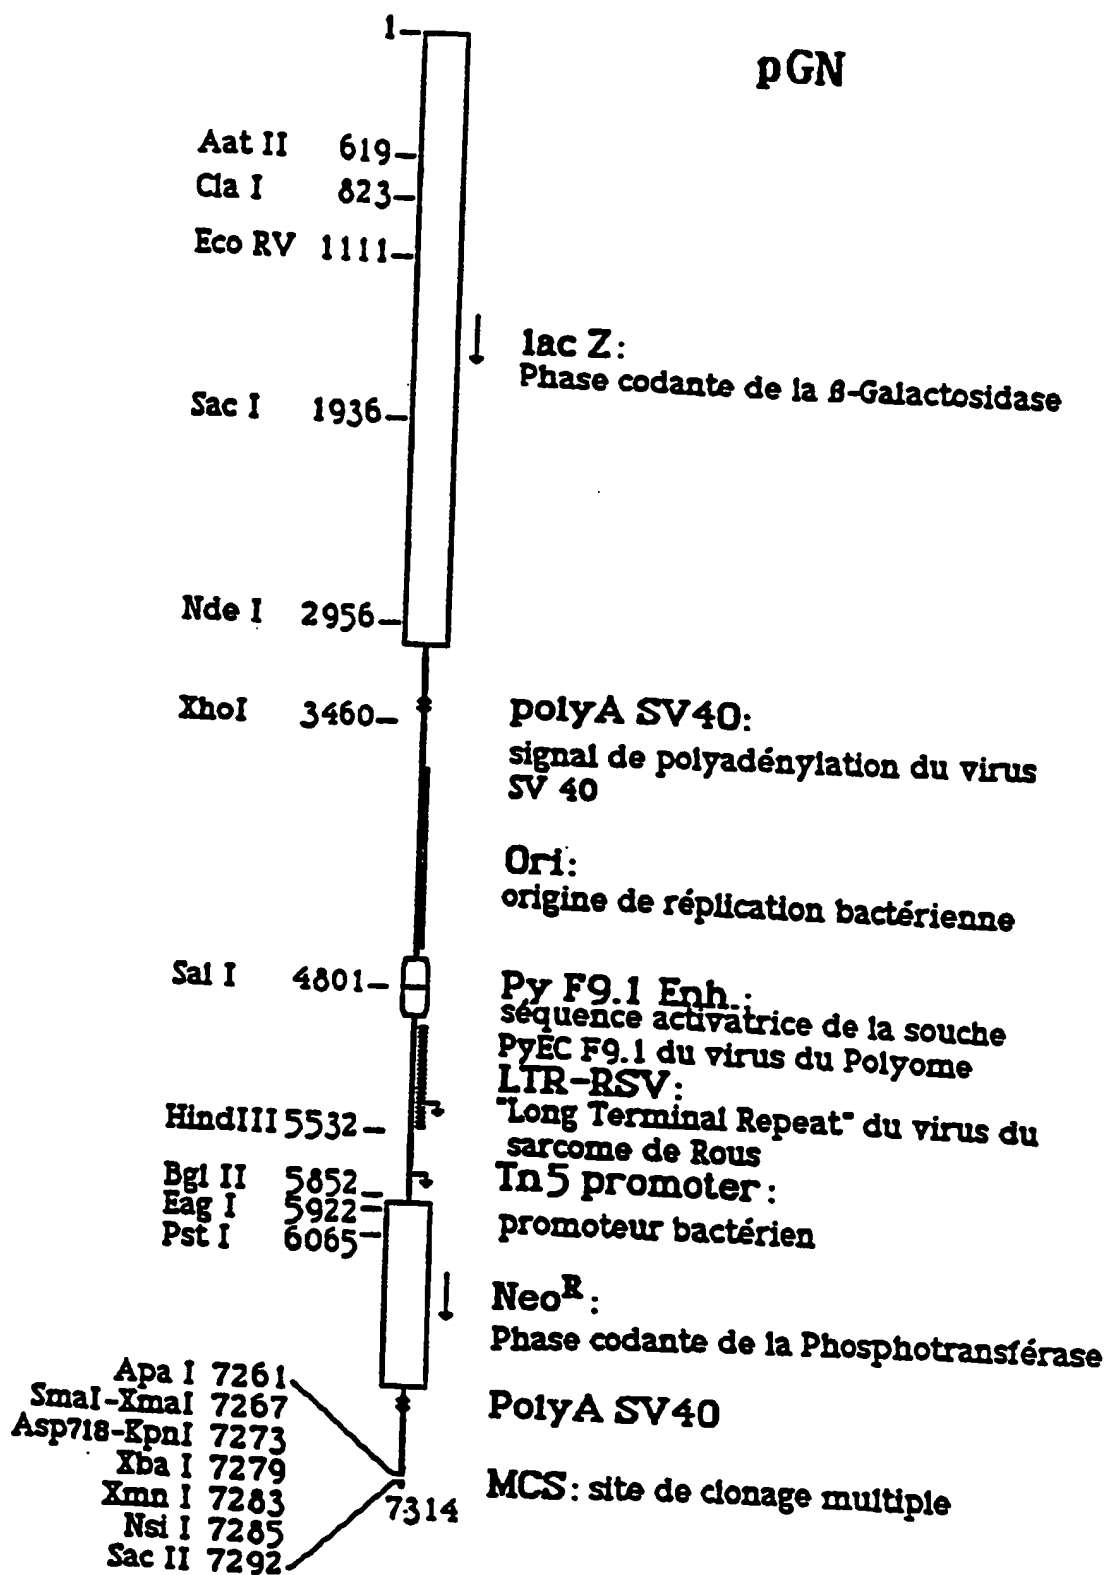 pGN
1
Aat II 619
Cla I 823
Eco RV 1111
lac Z:
Phase codante de la β-Galactosidase
Sac I 1936
Nde I 2956
XhoI 3460
polyA SV40:
signal de polyadénylation du virus
SV 40
Ori:
origine de réplication bactérienne
Sal I 4801
Py F9.1 Enh.:
séquence activatrice de la souche
PyEC F9.1 du virus du Polyome
LTR-RSV:
"Long Terminal Repeat" du virus du
sarcome de Rous
HindIII 5532
Bgl II 5852
Eag I 5922
Pst I 6065
Tn5 promoter:
promoteur bactérien
Neoᴿ:
Phase codante de la Phosphotransférase
Apa I 7261
SmaI-XmaI 7267
Asp718-KpnI 7273
Xba I 7279
Xmn I 7283
Nsi I 7285
Sac II 7292
PolyA SV40
7314
MCS: site de clonage multiple